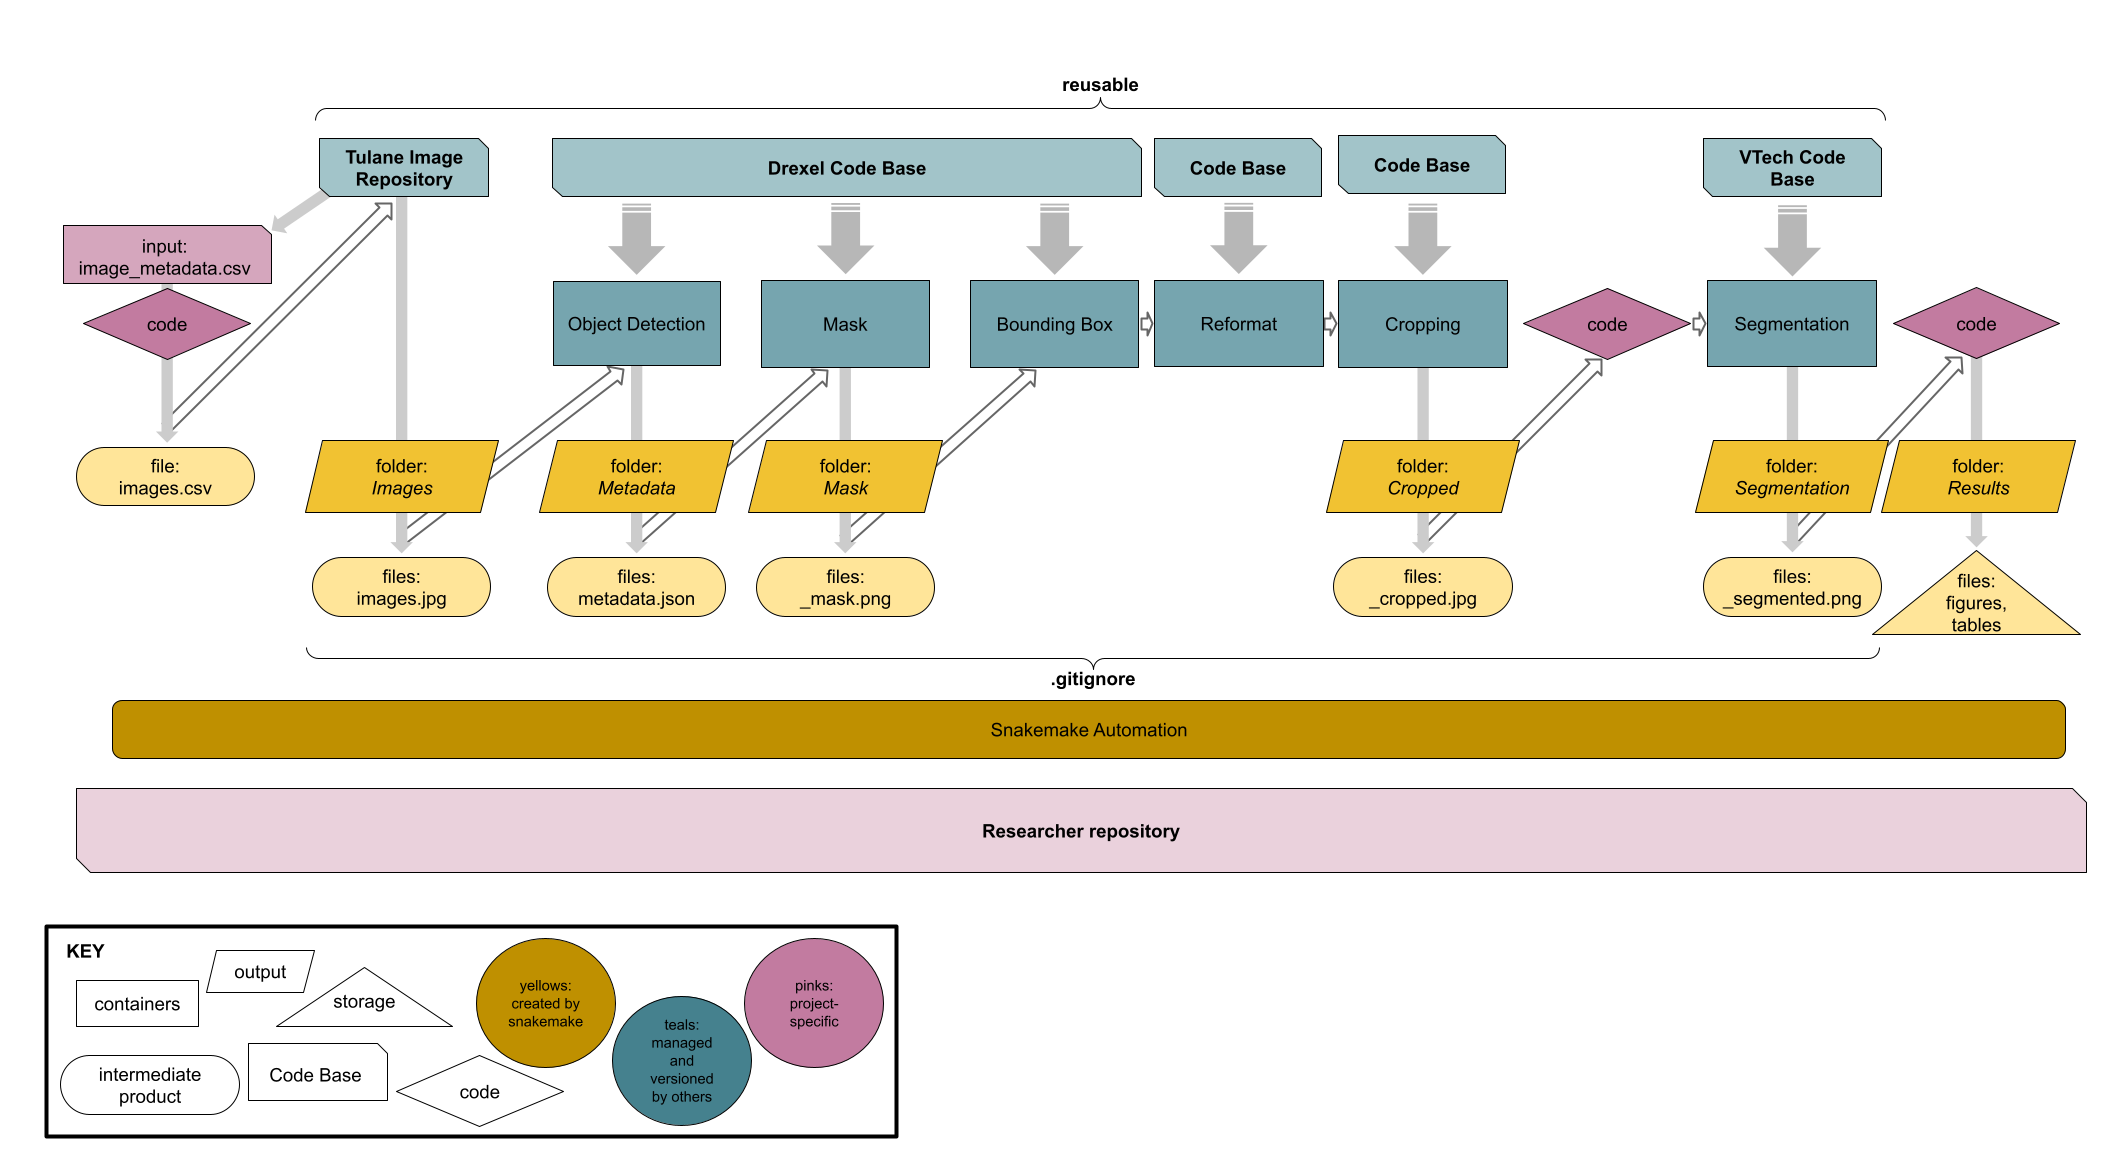 reusable
Tulane Image
Repository
Drexel Code Base
Code Base
Code Base
VTech Code
Base
input:
image_metadata.csv
code
Object Detection
Mask
Bounding Box
Reformat
Cropping
code
Segmentation
code
file:
images.csv
folder:
Images
folder:
Metadata
folder:
Mask
folder:
Cropped
folder:
Segmentation
folder:
Results
files:
images.jpg
files:
metadata.json
files:
_mask.png
files:
_cropped.jpg
files:
_segmented.png
files:
figures,
tables
.gitignore
Snakemake Automation
Researcher repository
KEY
output
containers
storage
intermediate
product
Code Base
code
yellows:
created by
snakemake
teals:
managed
and
versioned
by others
pinks:
project-
specific